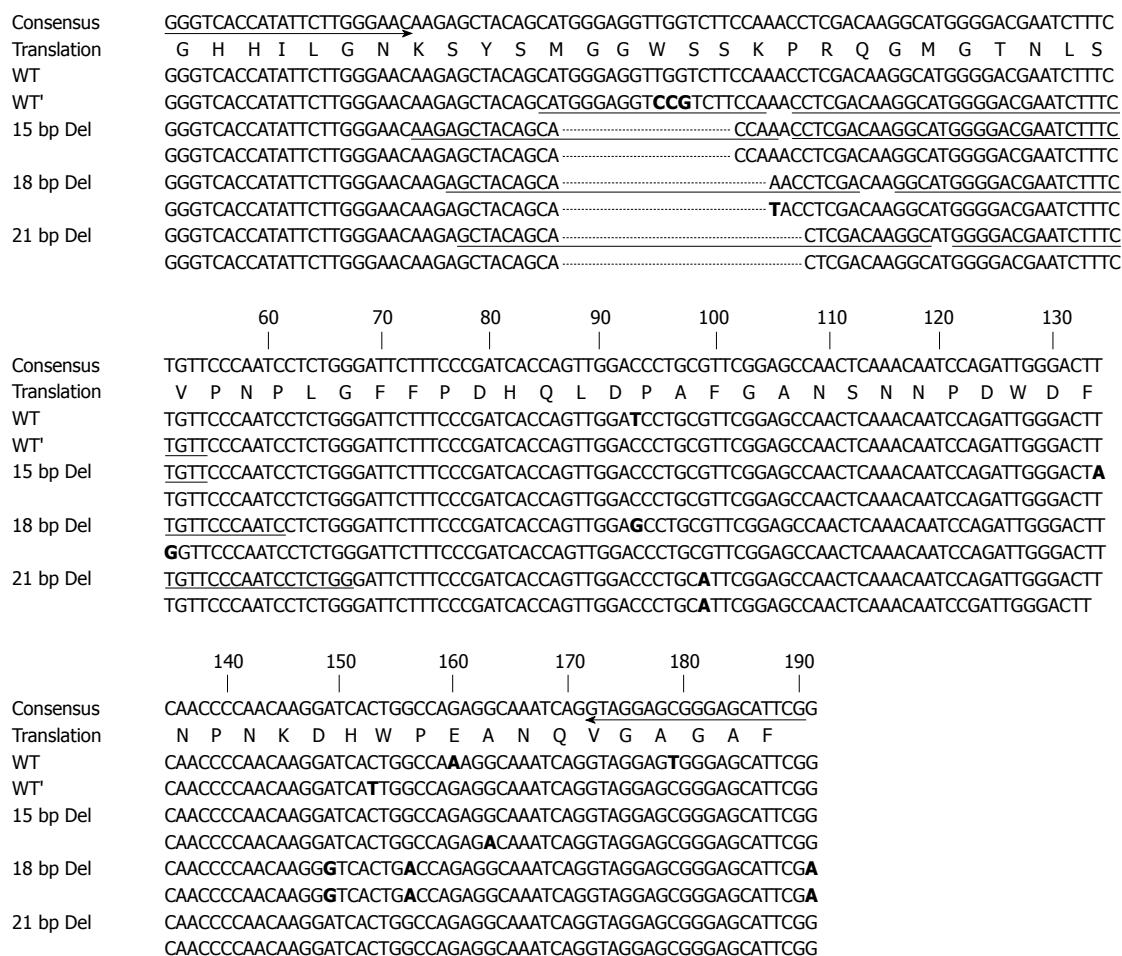 Consensus GGGTCACCATATTCTTGGGAACAAGAGCTACAGCATGGGAGGTTGGTCTTCCAAACCTCGACAAGGCATGGGGACGAATCTTTC
Translation G H H I L G N K S Y S M G G W S S K P R Q G M G T N L S
WT GGGTCACCATATTCTTGGGAACAAGAGCTACAGCATGGGAGGTTGGTCTTCCAAACCTCGACAAGGCATGGGGACGAATCTTTC
WT' GGGTCACCATATTCTTGGGAACAAGAGCTACAGCATGGGAGGTCCGTCTTCCAAACCTCGACAAGGCATGGGGACGAATCTTTC
15 bp Del GGGTCACCATATTCTTGGGAACAAGAGCTACAGCA...............CCAAACCTCGACAAGGCATGGGGACGAATCTTTC
GGGTCACCATATTCTTGGGAACAAGAGCTACAGCA...............CCAAACCTCGACAAGGCATGGGGACGAATCTTTC
18 bp Del GGGTCACCATATTCTTGGGAACAAGAGCTACAGCA..................AACCTCGACAAGGCATGGGGACGAATCTTTC
GGGTCACCATATTCTTGGGAACAAGAGCTACAGCA..................TACCTCGACAAGGCATGGGGACGAATCTTTC
21 bp Del GGGTCACCATATTCTTGGGAACAAGAGCTACAGCA.....................CTCGACAAGGCATGGGGACGAATCTTTC
GGGTCACCATATTCTTGGGAACAAGAGCTACAGCA.....................CTCGACAAGGCATGGGGACGAATCTTTC
60 70 80 90 100 110 120 130
Consensus TGTTCCCAATCCTCTGGGATTCTTTCCCGATCACCAGTTGGACCCTGCGTTCGGAGCCAACTCAAACAATCCAGATTGGGACTT
Translation V P N P L G F F P D H Q L D P A F G A N S N N P D W D F
WT TGTTCCCAATCCTCTGGGATTCTTTCCCGATCACCAGTTGGATCCTGCGTTCGGAGCCAACTCAAACAATCCAGATTGGGACTT
WT' TGTTCCCAATCCTCTGGGATTCTTTCCCGATCACCAGTTGGACCCTGCGTTCGGAGCCAACTCAAACAATCCAGATTGGGACTT
15 bp Del TGTTCCCAATCCTCTGGGATTCTTTCCCGATCACCAGTTGGACCCTGCGTTCGGAGCCAACTCAAACAATCCAGATTGGGACTA
TGTTCCCAATCCTCTGGGATTCTTTCCCGATCACCAGTTGGACCCTGCGTTCGGAGCCAACTCAAACAATCCAGATTGGGACTT
18 bp Del TGTTCCCAATCCTCTGGGATTCTTTCCCGATCACCAGTTGGAGCCTGCGTTCGGAGCCAACTCAAACAATCCAGATTGGGACTT
GGTTCCCAATCCTCTGGGATTCTTTCCCGATCACCAGTTGGACCCTGCGTTCGGAGCCAACTCAAACAATCCAGATTGGGACTT
21 bp Del TGTTCCCAATCCTCTGGGATTCTTTCCCGATCACCAGTTGGACCCTGCATTCGGAGCCAACTCAAACAATCCAGATTGGGACTT
TGTTCCCAATCCTCTGGGATTCTTTCCCGATCACCAGTTGGACCCTGCATTCGGAGCCAACTCAAACAATCCGATTGGGACTT
140 150 160 170 180 190
Consensus CAACCCCAACAAGGATCACTGGCCAGAGGCAAATCAGGTAGGAGCGGGAGCATTCGG
Translation N P N K D H W P E A N Q V G A G A F
WT CAACCCCAACAAGGATCACTGGCCAAAGGCAAATCAGGTAGGAGTGGGAGCATTCGG
WT' CAACCCCAACAAGGATCATTGGCCAGAGGCAAATCAGGTAGGAGCGGGAGCATTCGG
15 bp Del CAACCCCAACAAGGATCACTGGCCAGAGGCAAATCAGGTAGGAGCGGGAGCATTCGG
CAACCCCAACAAGGATCACTGGCCAGAGACAAATCAGGTAGGAGCGGGAGCATTCGG
18 bp Del CAACCCCAACAAGGGTCACTGACCAGAGGCAAATCAGGTAGGAGCGGGAGCATTCGA
CAACCCCAACAAGGGTCACTGACCAGAGGCAAATCAGGTAGGAGCGGGAGCATTCGA
21 bp Del CAACCCCAACAAGGATCACTGGCCAGAGGCAAATCAGGTAGGAGCGGGAGCATTCGG
CAACCCCAACAAGGATCACTGGCCAGAGGCAAATCAGGTAGGAGCGGGAGCATTCGG